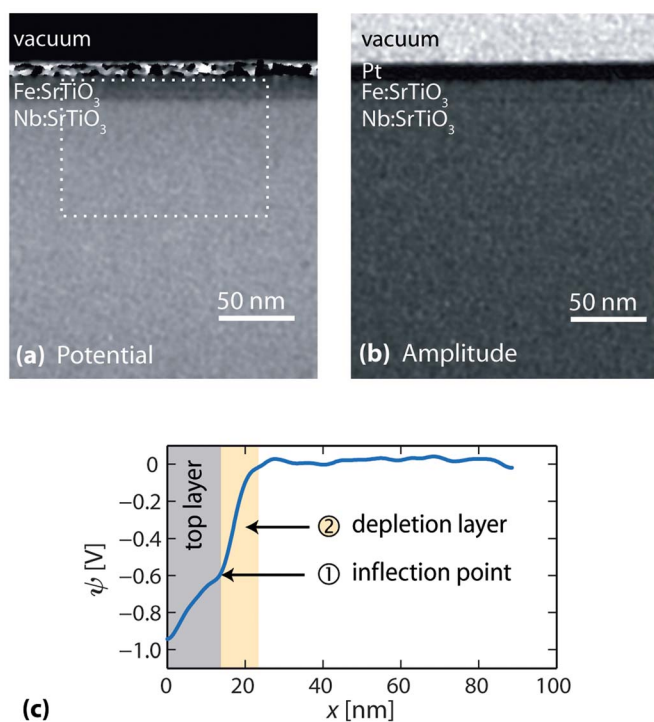 vacuum
Fe:SrTiO₃
Nb:SrTiO₃
50 nm
(a) Potential
vacuum
Pt
Fe:SrTiO₃
Nb:SrTiO₃
50 nm
(b) Amplitude
top layer
② depletion layer
① inflection point
0
−0.2
−0.4
−0.6
−0.8
−1.0
ψ [V]
0 20 40 60 80 100
x [nm]
(c)